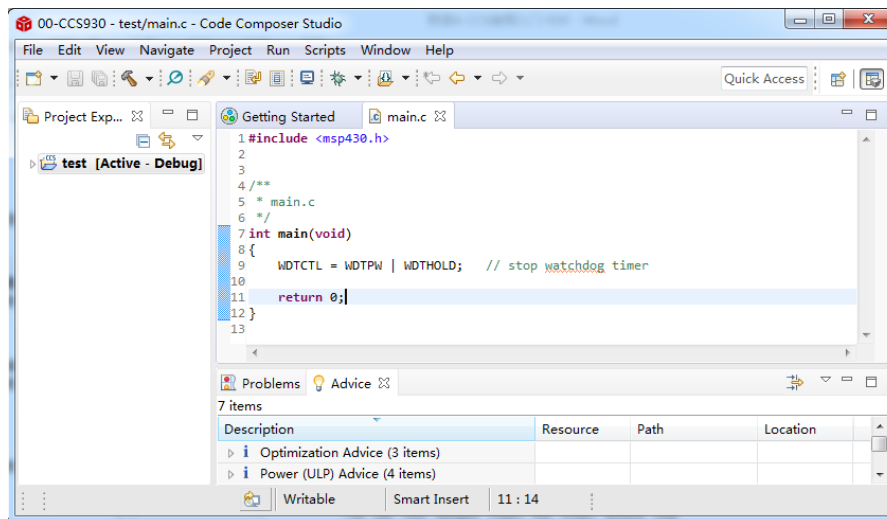 00-CCS930 - test/main.c - Code Composer Studio
File Edit View Navigate Project Run Scripts Window Help
Quick Access
Project Exp...
test [Active - Debug]
Getting Started main.c
1 #include <msp430.h>
2
3
4 /**
5 * main.c
6 */
7 int main(void)
8 {
9 WDTCTL = WDTPW | WDTHOLD; // stop watchdog timer
10
11 return 0;
12 }
13
Problems Advice
7 items
Description Resource Path Location
i Optimization Advice (3 items)
i Power (ULP) Advice (4 items)
Writable Smart Insert 11 : 14